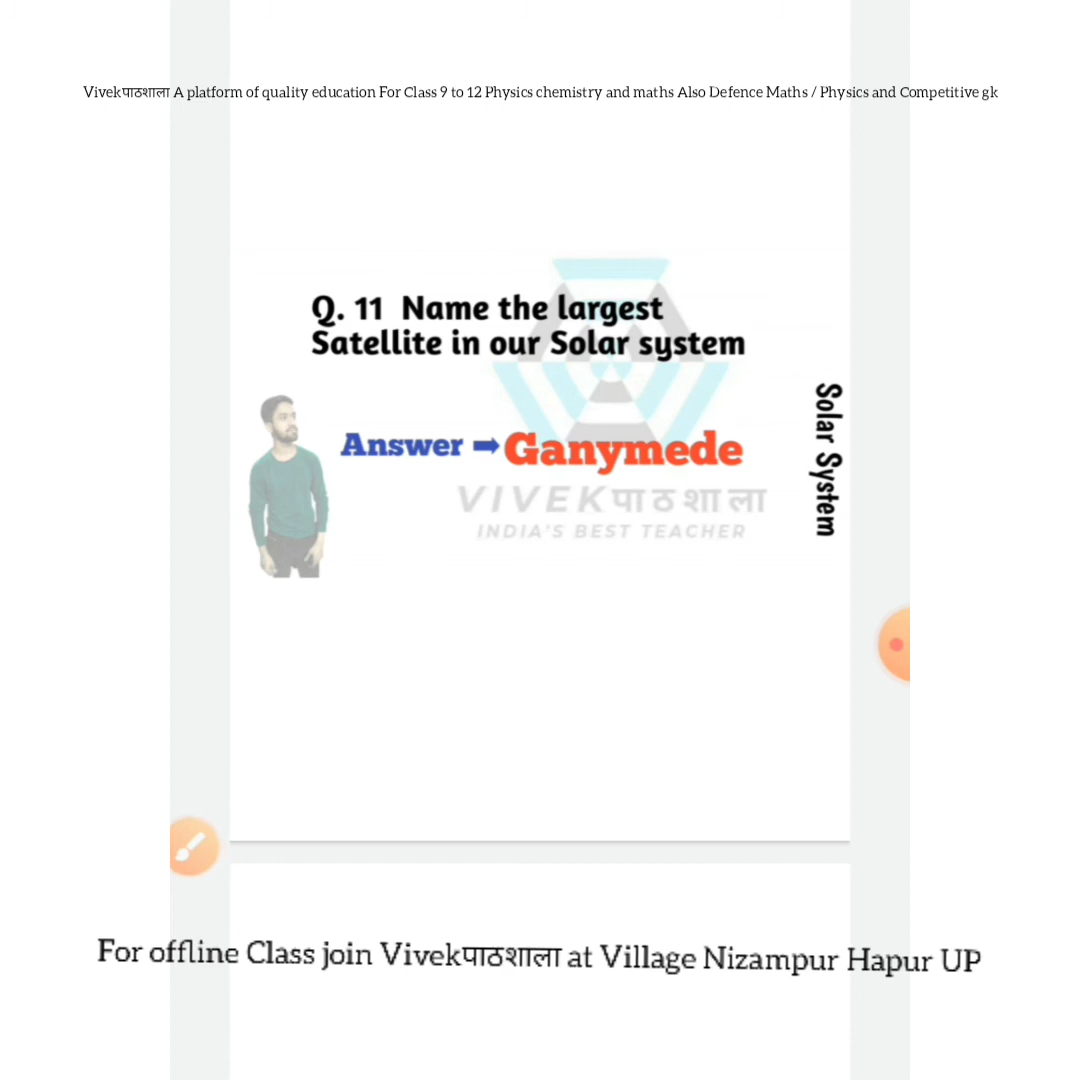 Vivekपाठशाला A platform of quality education For Class 9 to 12 Physics chemistry and maths Also Defence Maths / Physics and Competitive gk
Q. 11 Name the largest
Satellite in our Solar system
Answer ➡ Ganymede
VIVEKपाठशाला
INDIA'S BEST TEACHER
Solar System
For offline Class join Vivekपाठशाला at Village Nizampur Hapur UP